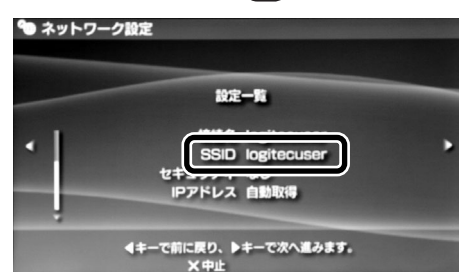 ネットワーク設定
設定一覧
logitecuser
SSID logitecuser
IPアドレス 自動取得
◀キーで前に戻り、▶キーで次へ進みます。
✕中止